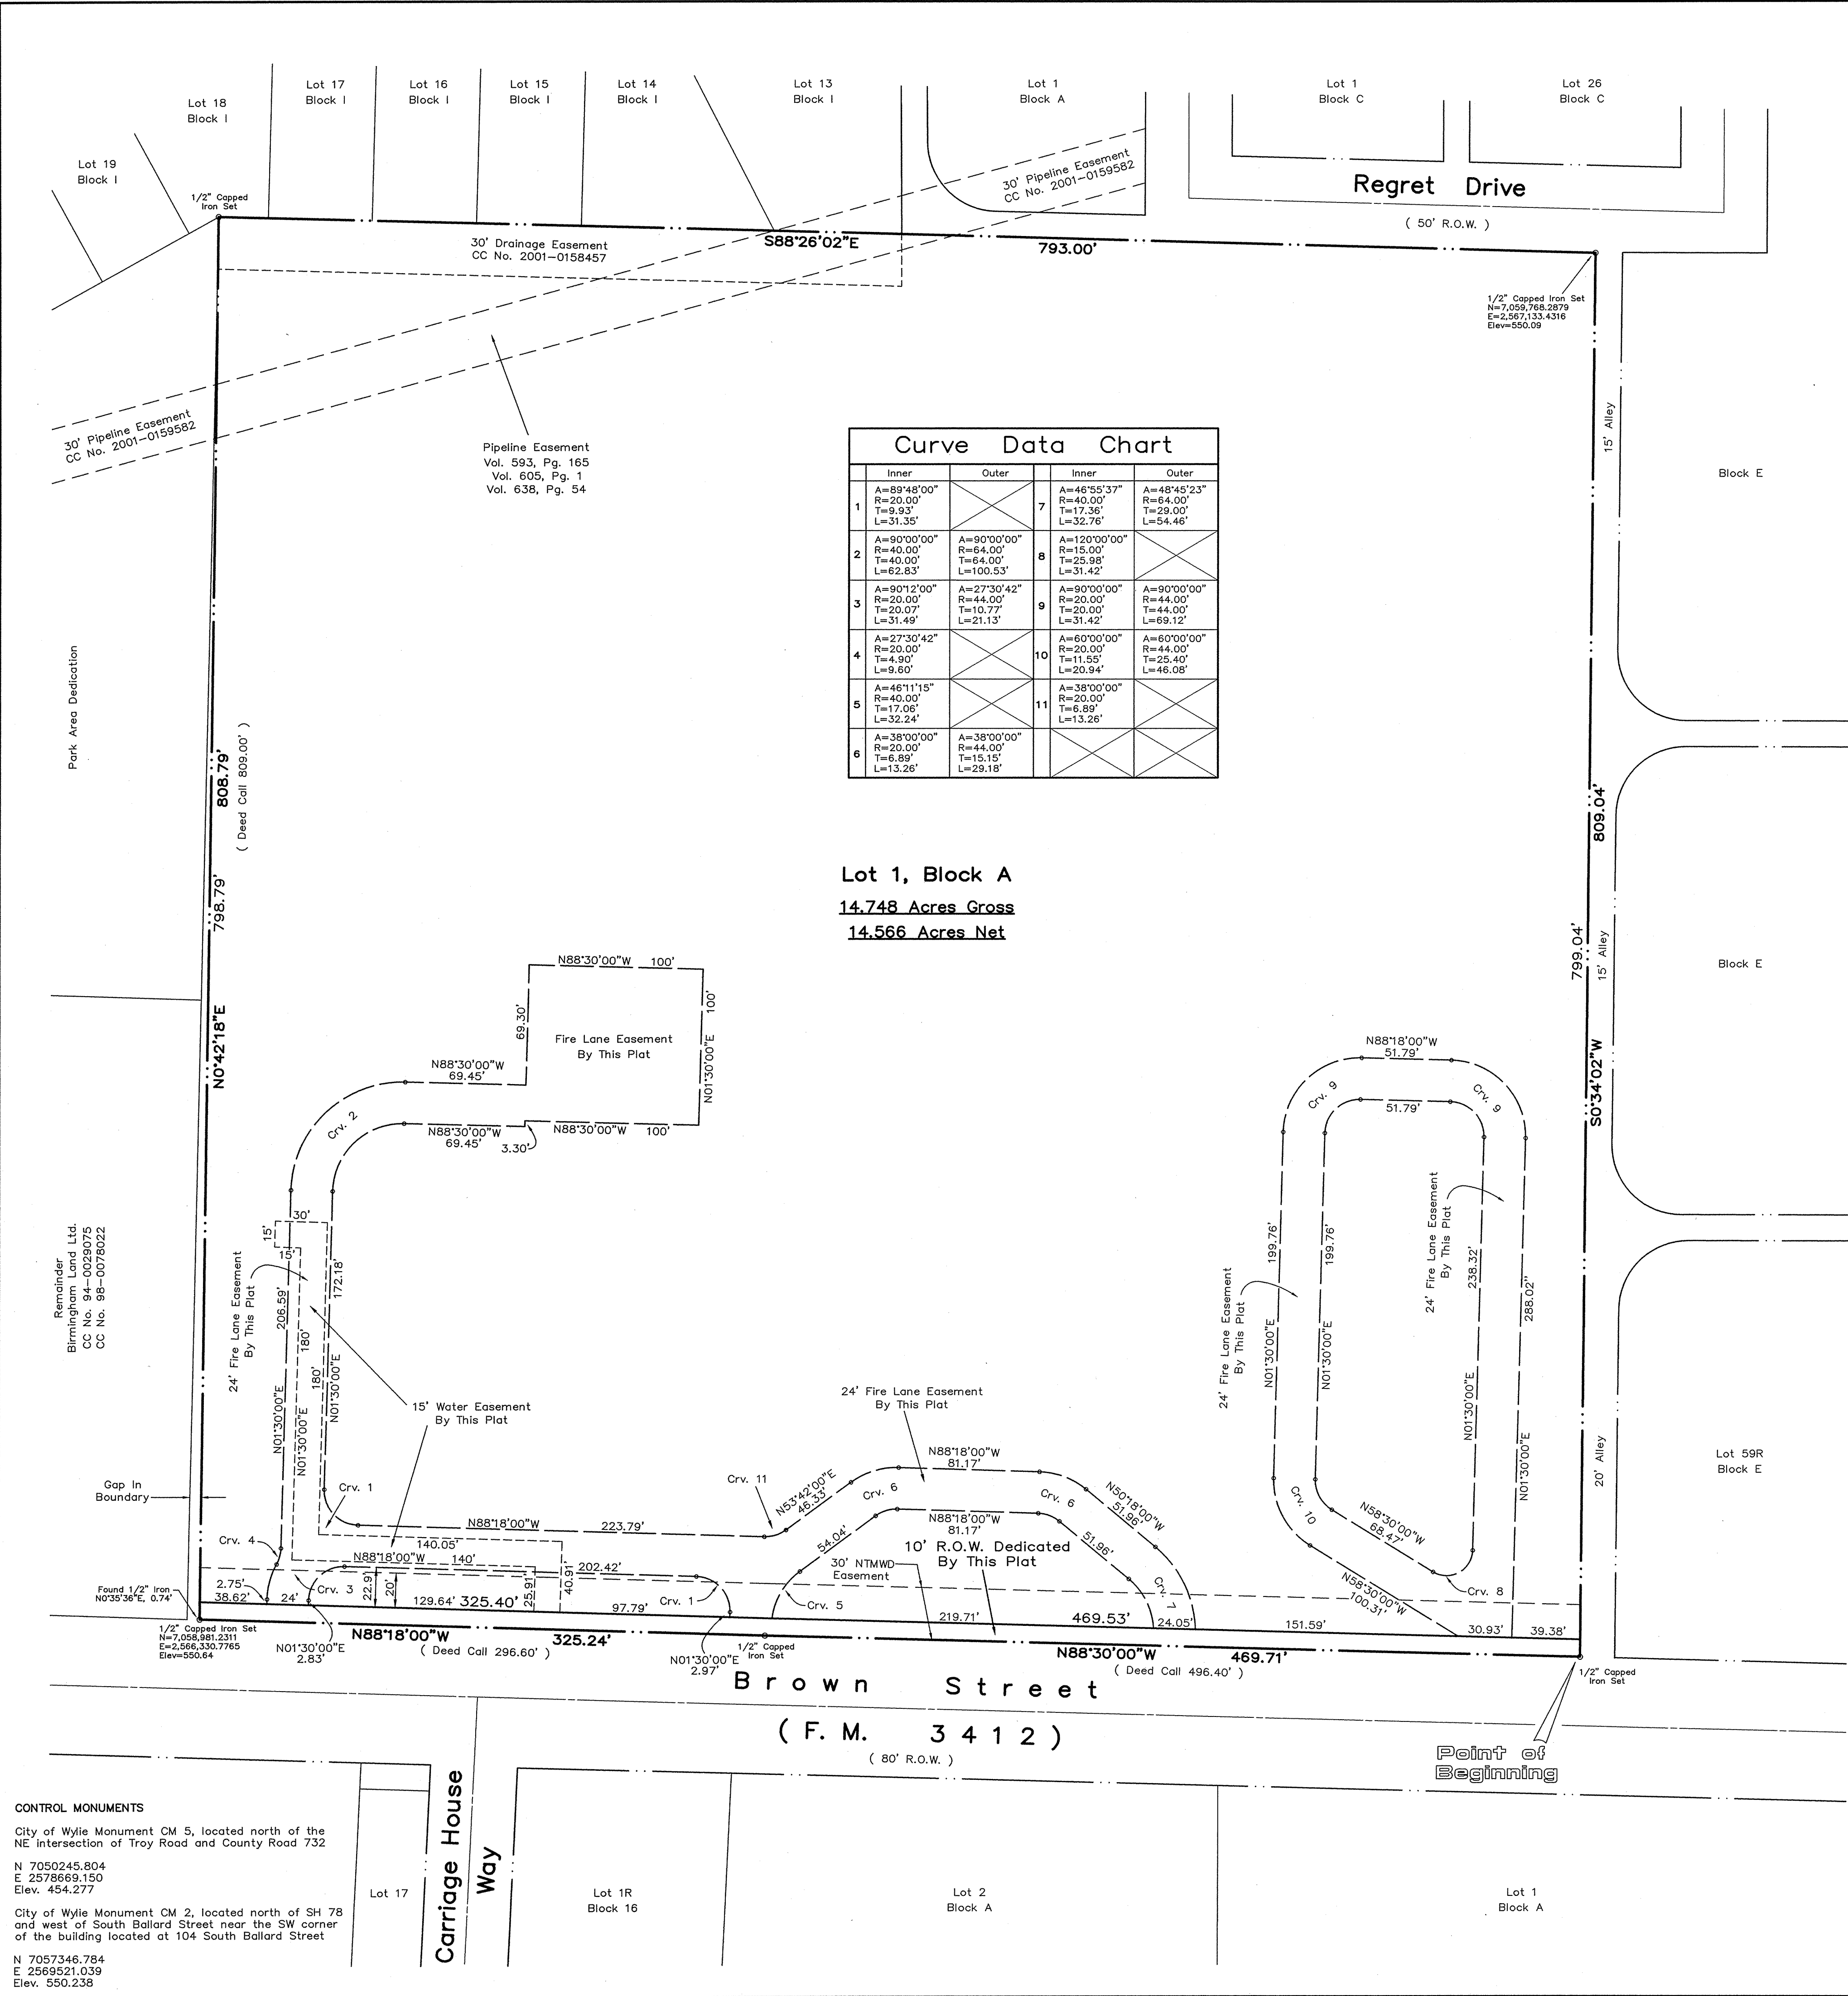 Lot 19
Block I
Lot 18
Block I
Lot 17
Block I
Lot 16
Block I
Lot 15
Block I
Lot 14
Block I
Lot 13
Block I
Lot 1
Block A
Lot 1
Block C
Lot 26
Block C
Regret Drive
( 50' R.O.W. )
30' Pipeline Easement
CC No. 2001-0159582
1/2" Capped
Iron Set
30' Drainage Easement
CC No. 2001-0158457
S88°26'02"E
793.00'
1/2" Capped Iron Set
N=7,059,768.2879
E=2,567,133.4316
Elev=550.09
30' Pipeline Easement
CC No. 2001-0159582
Pipeline Easement
Vol. 593, Pg. 165
Vol. 605, Pg. 1
Vol. 638, Pg. 54
15' Alley
Block E
Curve Data Chart
Inner Outer Inner Outer
1
A=89°48'00"
R=20.00'
T=9.93'
L=31.35'
7
A=46°55'37"
R=40.00'
T=17.36'
L=32.76'
A=48°45'23"
R=64.00'
T=29.00'
L=54.46'
2
A=90°00'00"
R=40.00'
T=40.00'
L=62.83'
A=90°00'00"
R=64.00'
T=64.00'
L=100.53'
8
A=120°00'00"
R=15.00'
T=25.98'
L=31.42'
3
A=90°12'00"
R=20.00'
T=20.07'
L=31.49'
A=27°30'42"
R=44.00'
T=10.77'
L=21.13'
9
A=90°00'00"
R=20.00'
T=20.00'
L=31.42'
A=90°00'00"
R=44.00'
T=44.00'
L=69.12'
4
A=27°30'42"
R=20.00'
T=4.90'
L=9.60'
10
A=60°00'00"
R=20.00'
T=11.55'
L=20.94'
A=60°00'00"
R=44.00'
T=25.40'
L=46.08'
5
A=46°11'15"
R=40.00'
T=17.06'
L=32.24'
11
A=38°00'00"
R=20.00'
T=6.89'
L=13.26'
6
A=38°00'00"
R=20.00'
T=6.89'
L=13.26'
A=38°00'00"
R=44.00'
T=15.15'
L=29.18'
Park Area Dedication
808.79'
( Deed Call 809.00' )
798.79'
N0°42'18"E
809.04'
799.04'
15' Alley
Block E
S0°34'02"W
Lot 1, Block A
14.748 Acres Gross
14.566 Acres Net
N88°30'00"W 100'
69.30'
Fire Lane Easement
By This Plat
100'
N01°30'00"E
N88°30'00"W
69.45'
Crv. 2
N88°30'00"W
69.45'
3.30'
N88°30'00"W 100'
N88°18'00"W
51.79'
Crv. 9
Crv. 9
51.79'
199.76'
199.76'
24' Fire Lane Easement
By This Plat
238.32'
288.02"
24' Fire Lane Easement
By This Plat
N01°30'00"E
N01°30'00"E
N01°30'00"E
N01°30'00"E
Crv. 10
N58°30'00"W
68.47'
N58°30'00"W
100.31'
Crv. 8
20' Alley
Lot 59R
Block E
Remainder
Birmingham Land Ltd.
CC No. 94-0029075
CC No. 98-0078022
30'
15'
15'
24' Fire Lane Easement
By This Plat
206.59'
172.18'
180'
180'
N01°30'00"E
N01°30'00"E
N01°30'00"E
15' Water Easement
By This Plat
Gap In
Boundary
Crv. 1
Crv. 4
N88°18'00"W
223.79'
140.05'
N88°18'00"W
140'
202.42'
Crv. 3
22.91'
20'
25.91'
40.91'
Crv. 1
Crv. 11
N53°42'00"E
46.33'
54.04'
Crv. 6
24' Fire Lane Easement
By This Plat
N88°18'00"W
81.17'
N88°18'00"W
81.17'
Crv. 6
N50°18'00"W
51.96'
51.96'
Crv. 7
Crv. 5
10' R.O.W. Dedicated
By This Plat
30' NTMWD
Easement
Found 1/2" Iron
N0°35'36"E, 0.74'
2.75'
38.62'
24'
129.64'
325.40'
97.79'
219.71'
469.53'
24.05'
151.59'
30.93'
39.38'
1/2" Capped Iron Set
N=7,058,981.2311
E=2,566,330.7765
Elev=550.64
N01°30'00"E
2.83'
N88°18'00"W
325.24'
( Deed Call 296.60' )
N01°30'00"E
2.97'
1/2" Capped
Iron Set
N88°30'00"W
469.71'
( Deed Call 496.40' )
1/2" Capped
Iron Set
Brown Street
( F. M. 3412 )
( 80' R.O.W. )
Point of
Beginning
Carriage House
Way
Lot 17
Lot 1R
Block 16
Lot 2
Block A
Lot 1
Block A
CONTROL MONUMENTS
City of Wylie Monument CM 5, located north of the
NE intersection of Troy Road and County Road 732
N 7050245.804
E 2578669.150
Elev. 454.277
City of Wylie Monument CM 2, located north of SH 78
and west of South Ballard Street near the SW corner
of the building located at 104 South Ballard Street
N 7057346.784
E 2569521.039
Elev. 550.238